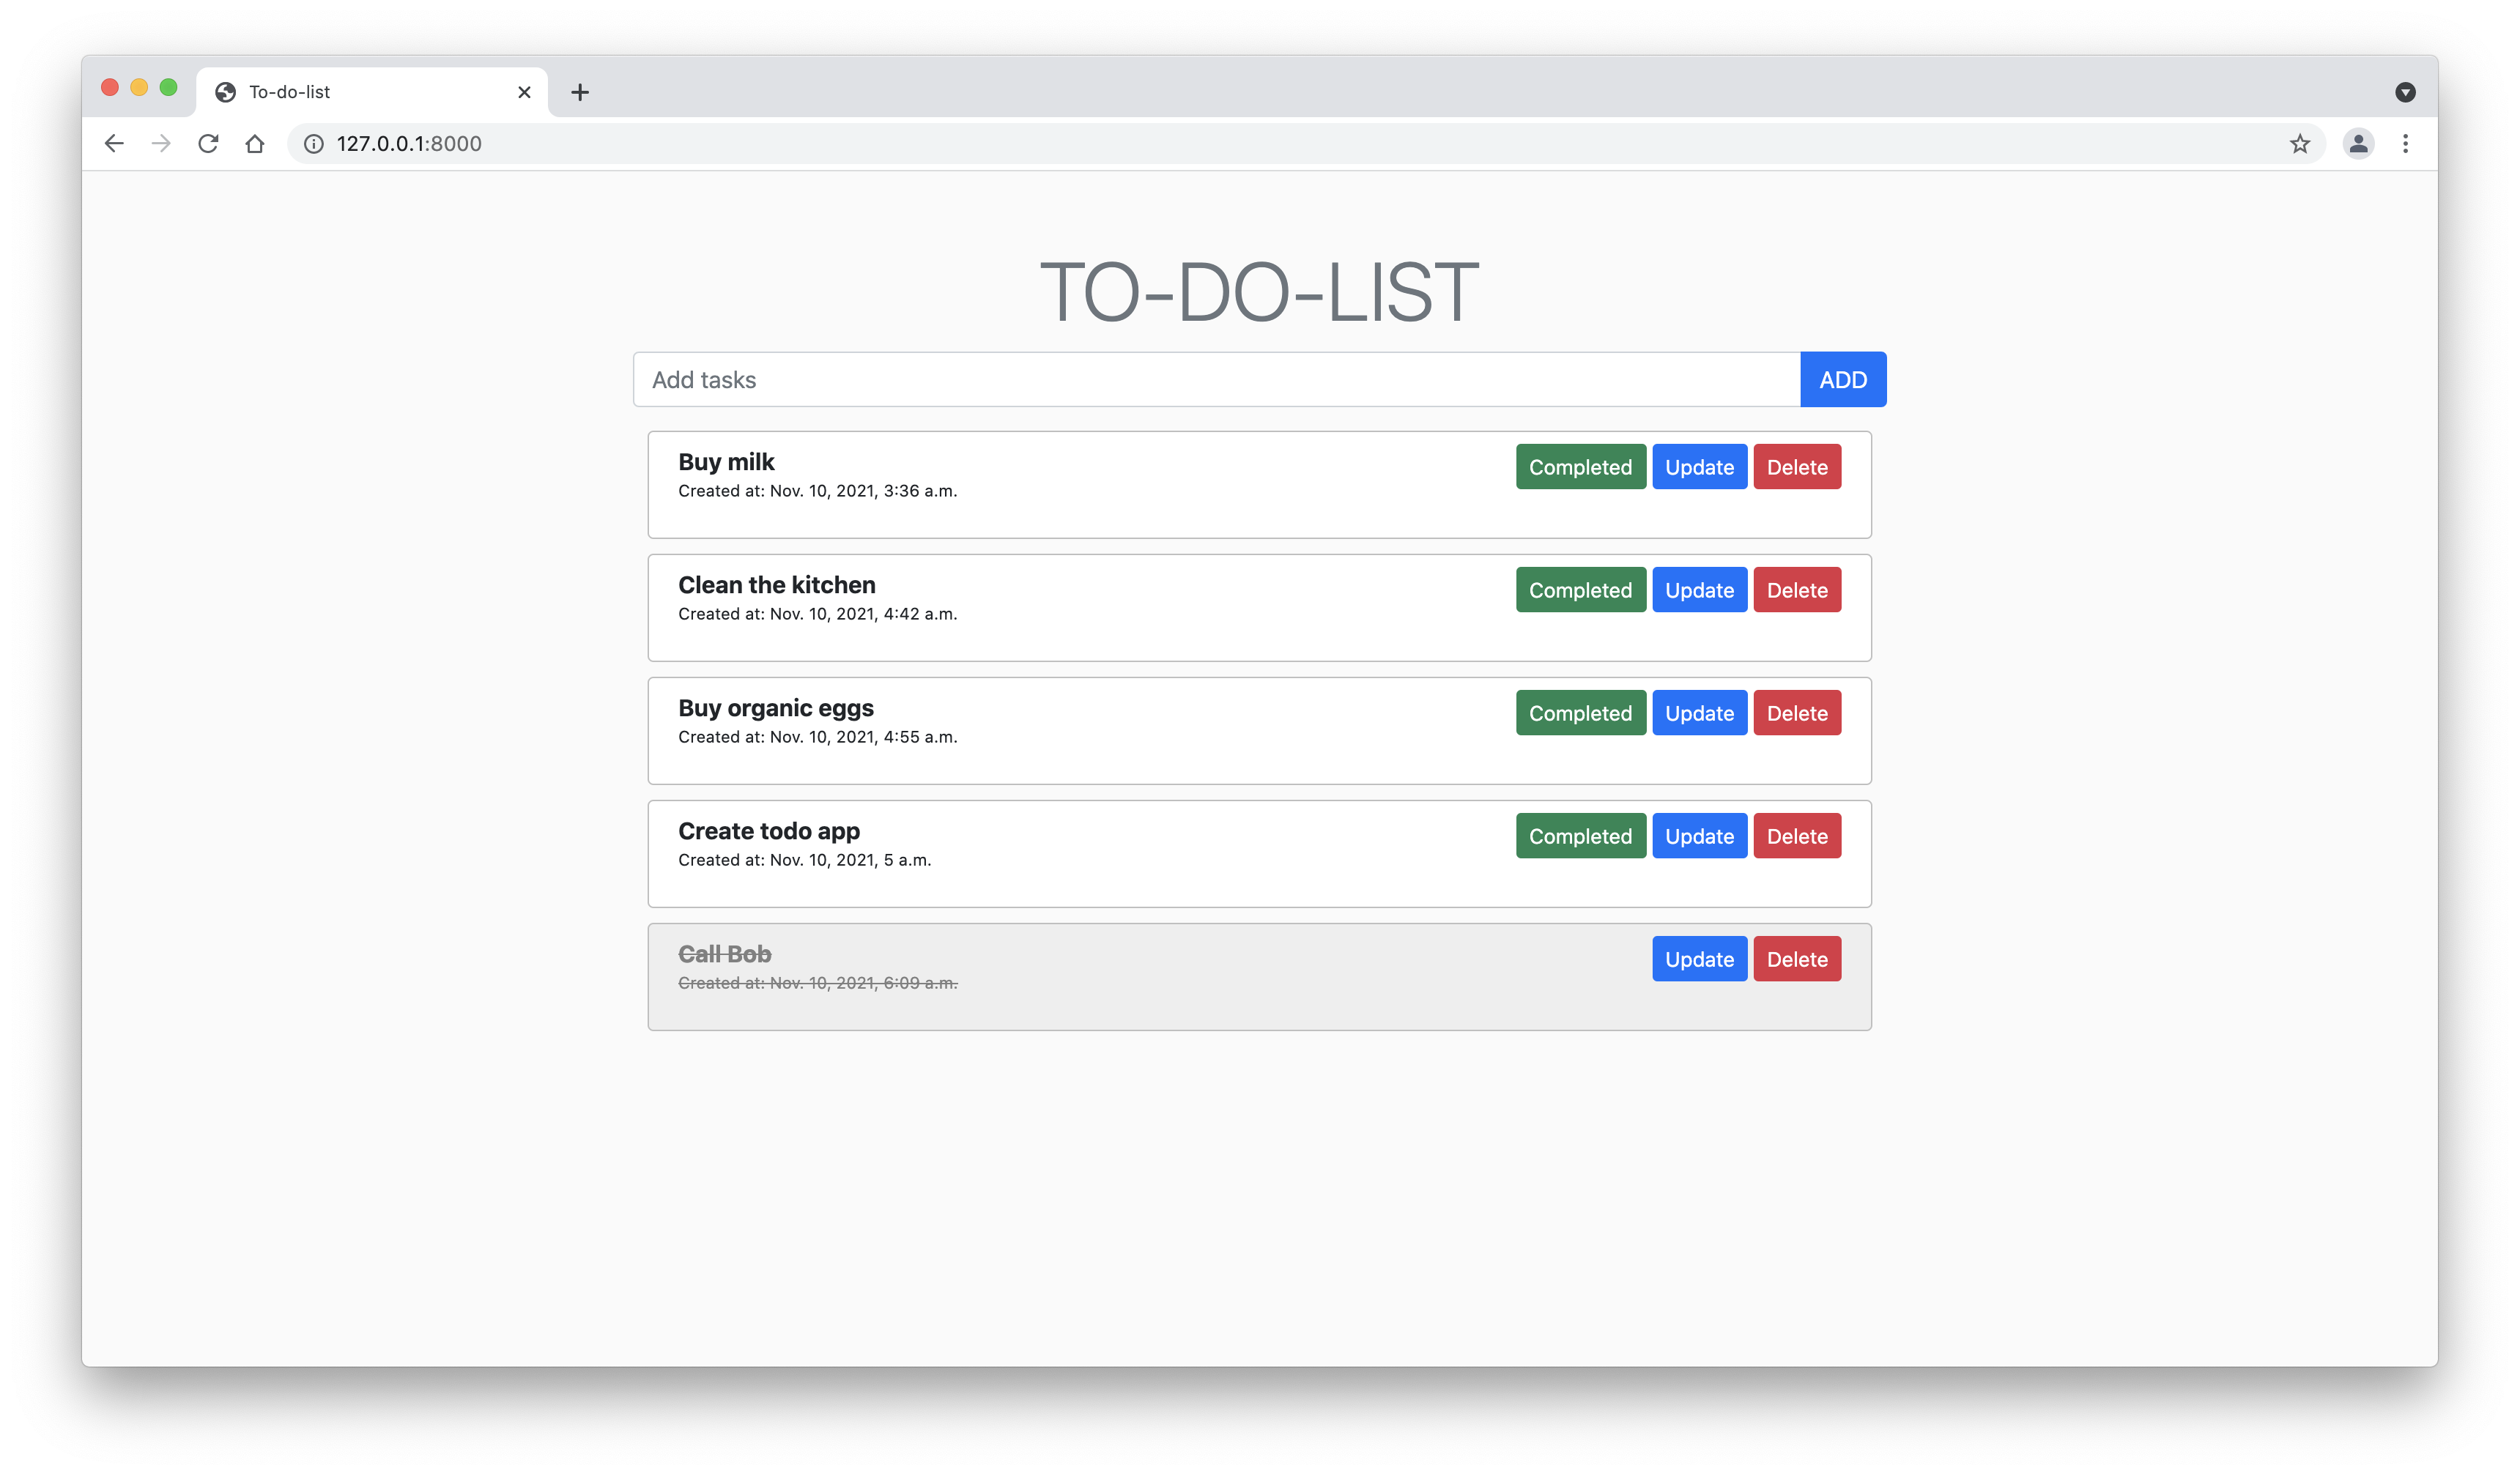 To-do-list
127.0.0.1:8000
TO-DO-LIST
Add tasks ADD
Buy milk Completed Update Delete
Created at: Nov. 10, 2021, 3:36 a.m.
Clean the kitchen Completed Update Delete
Created at: Nov. 10, 2021, 4:42 a.m.
Buy organic eggs Completed Update Delete
Created at: Nov. 10, 2021, 4:55 a.m.
Create todo app Completed Update Delete
Created at: Nov. 10, 2021, 5 a.m.
Call Bob Update Delete
Created at: Nov. 10, 2021, 6:09 a.m.